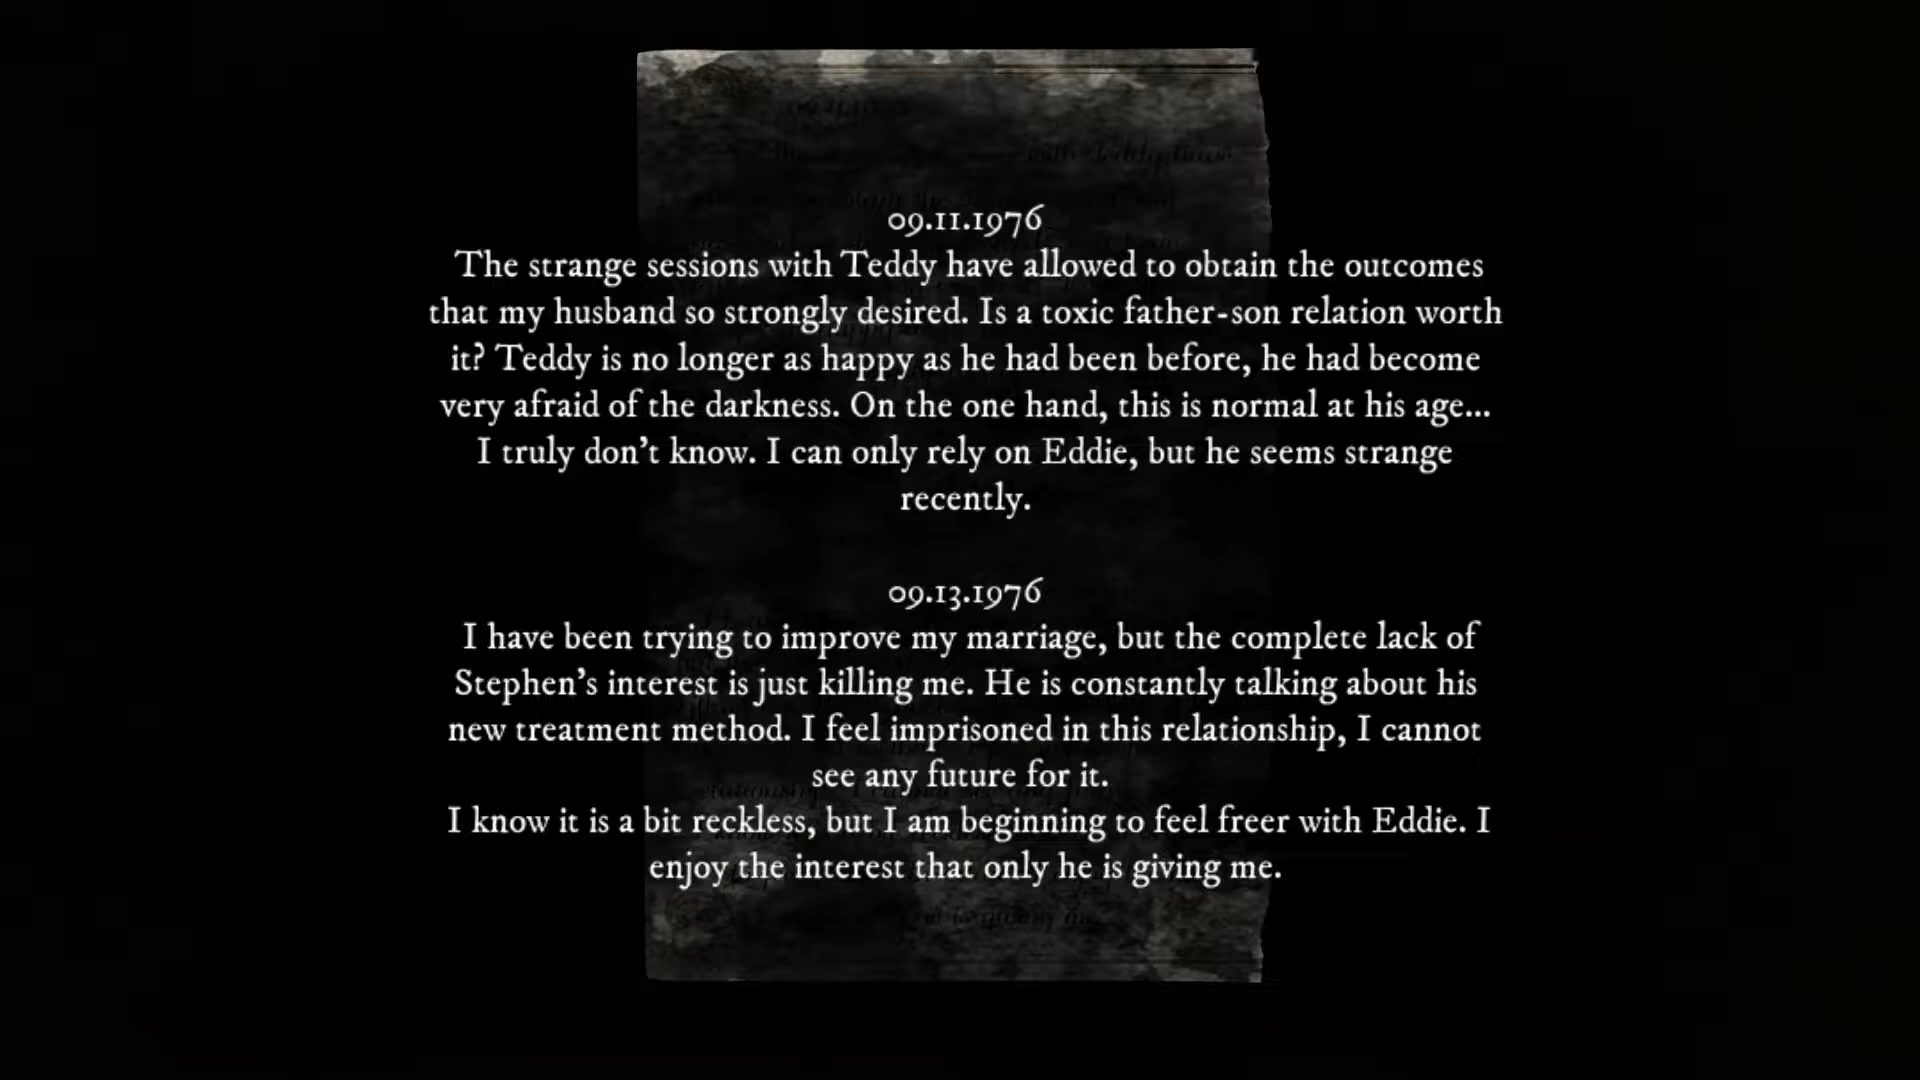 09.11.1976
The strange sessions with Teddy have allowed to obtain the outcomes
that my husband so strongly desired. Is a toxic father-son relation worth
it? Teddy is no longer as happy as he had been before, he had become
very afraid of the darkness. On the one hand, this is normal at his age...
I truly don't know. I can only rely on Eddie, but he seems strange
recently.
09.13.1976
I have been trying to improve my marriage, but the complete lack of
Stephen's interest is just killing me. He is constantly talking about his
new treatment method. I feel imprisoned in this relationship, I cannot
see any future for it.
I know it is a bit reckless, but I am beginning to feel freer with Eddie. I
enjoy the interest that only he is giving me.